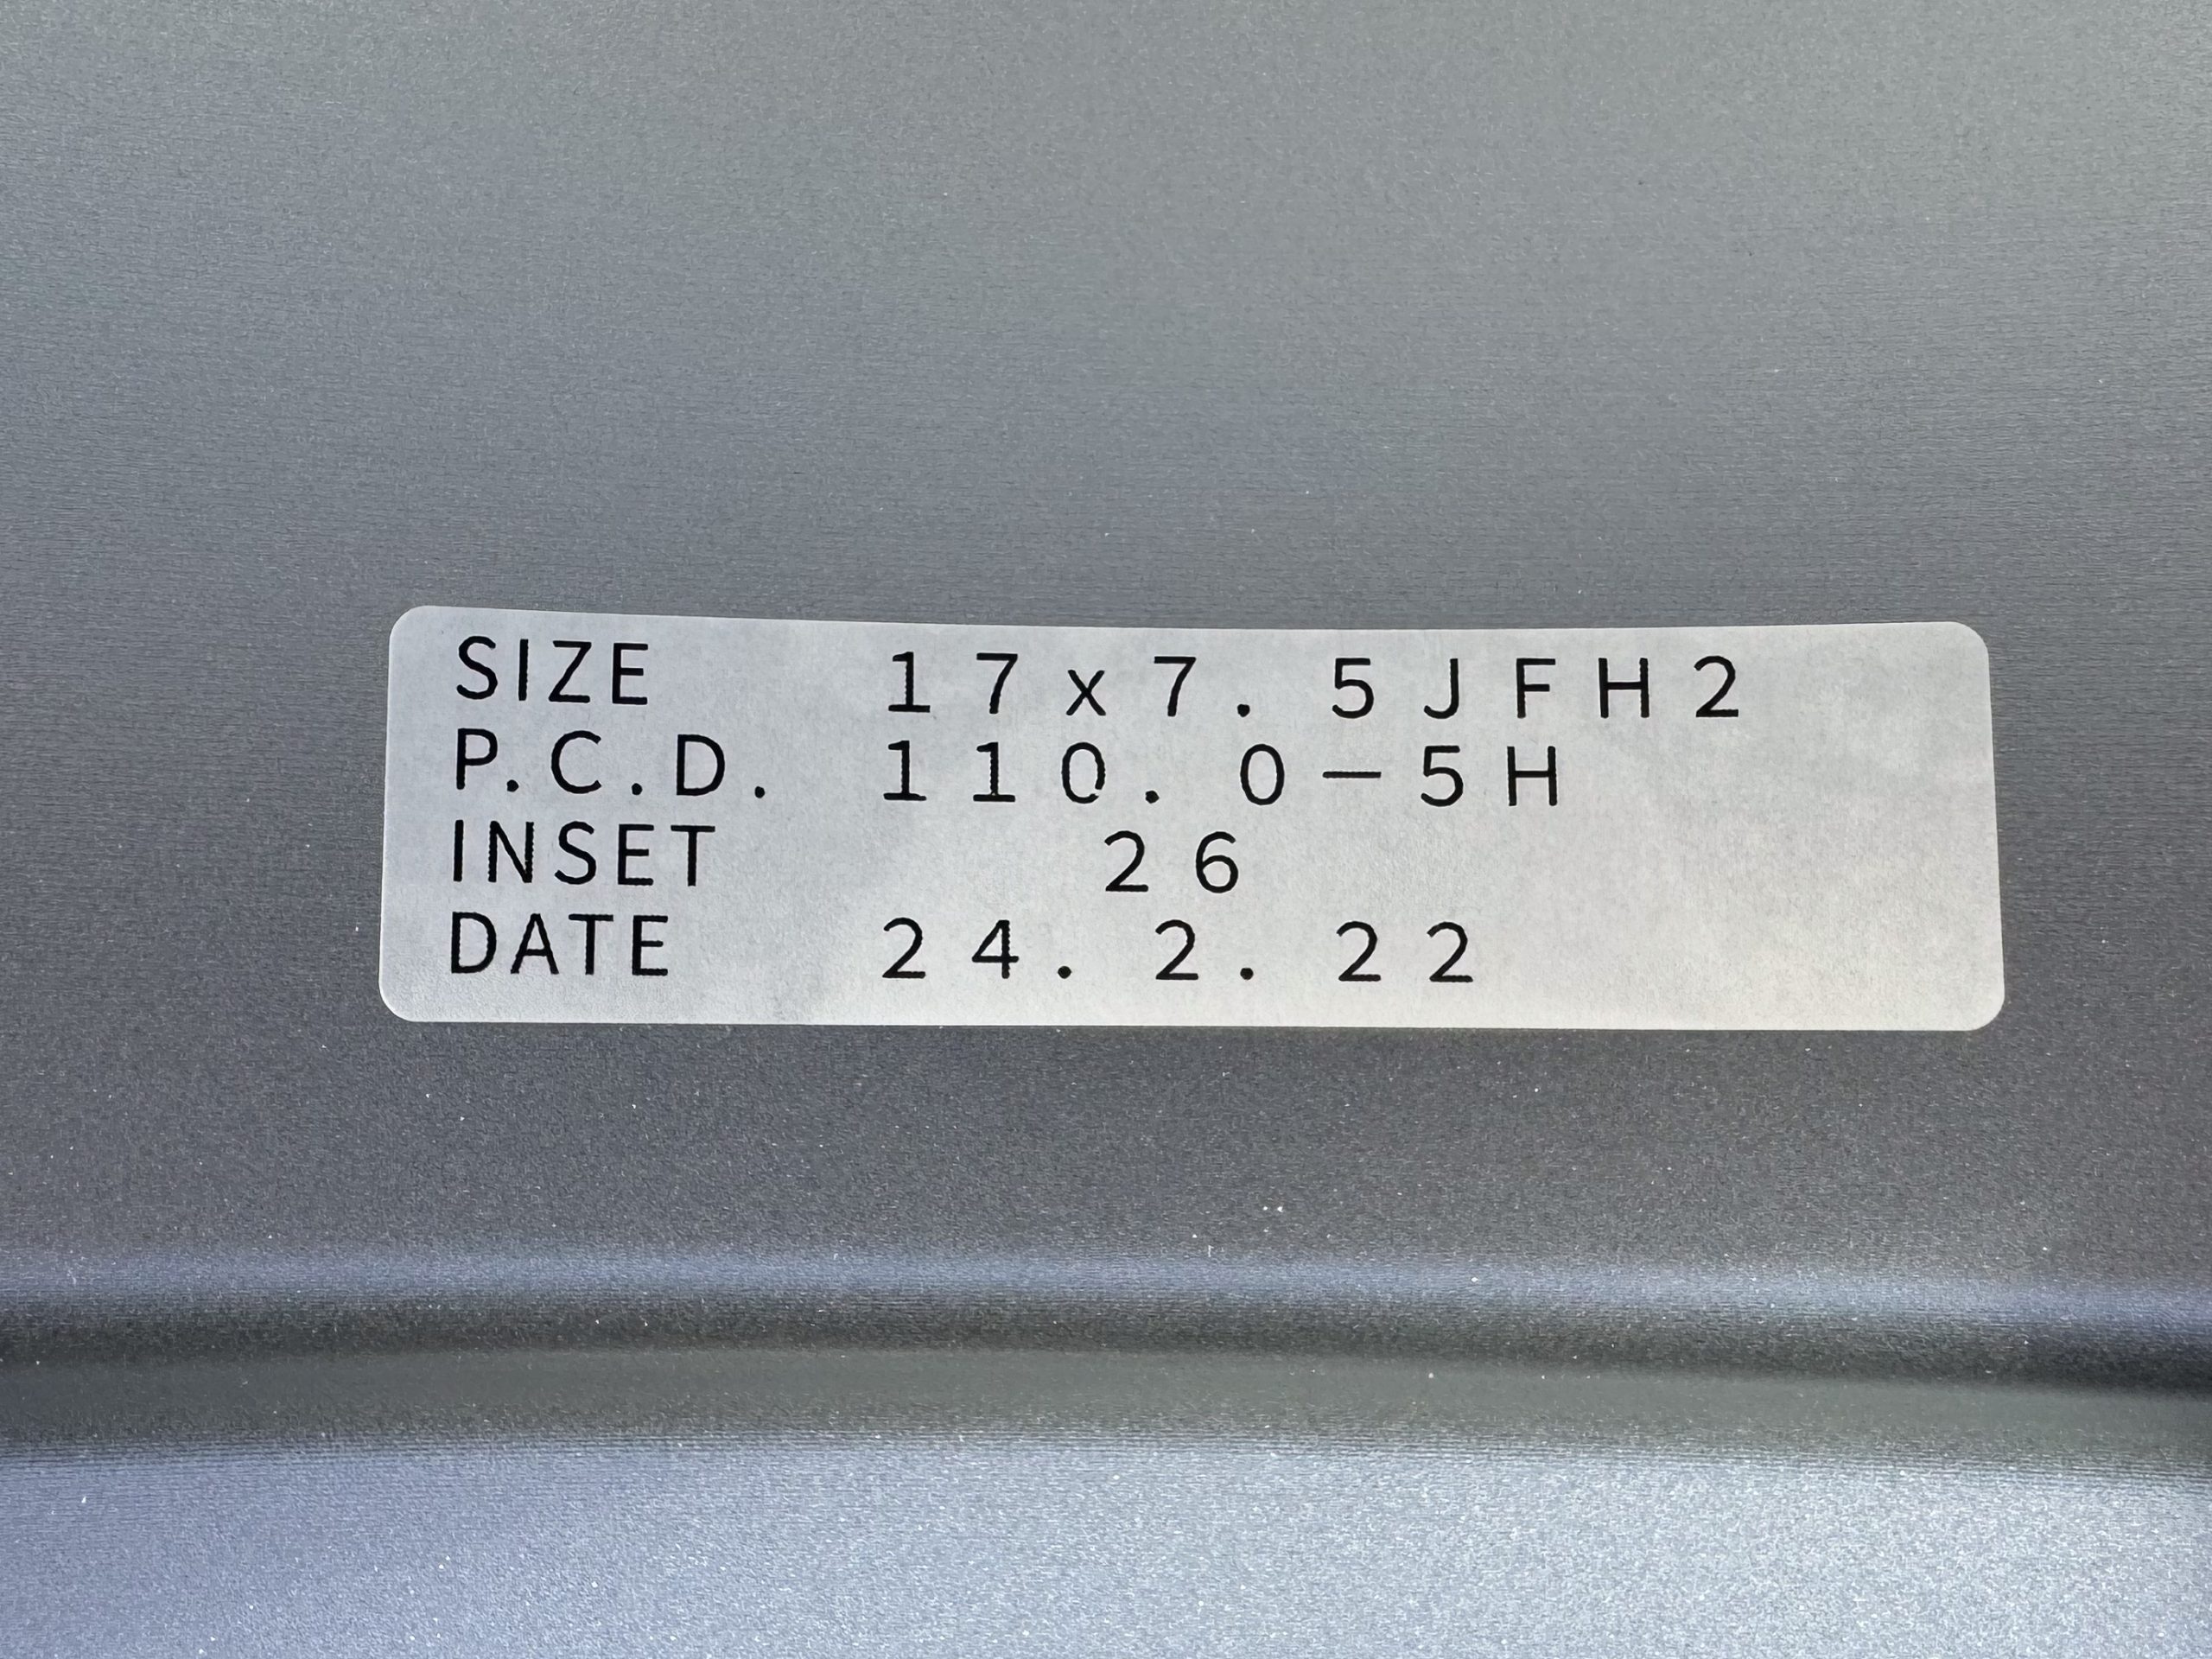 SIZE 17x7.5JFH2
P.C.D. 110.0-5H
INSET 26
DATE 24.2.22